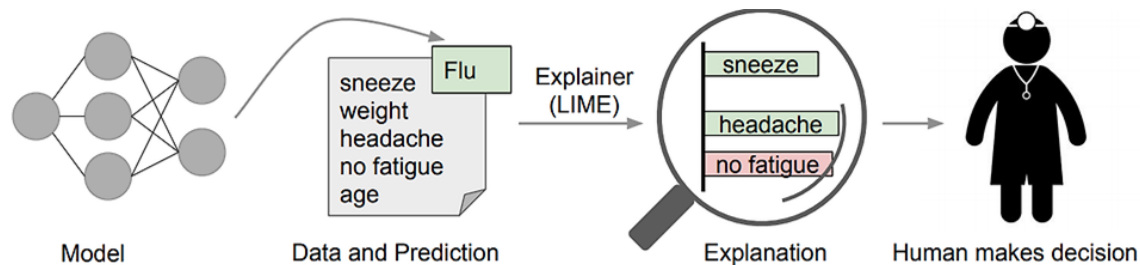 Flu
sneeze
weight
headache
no fatigue
age
Explainer
(LIME)
sneeze
headache
no fatigue
Model
Data and Prediction
Explanation
Human makes decision